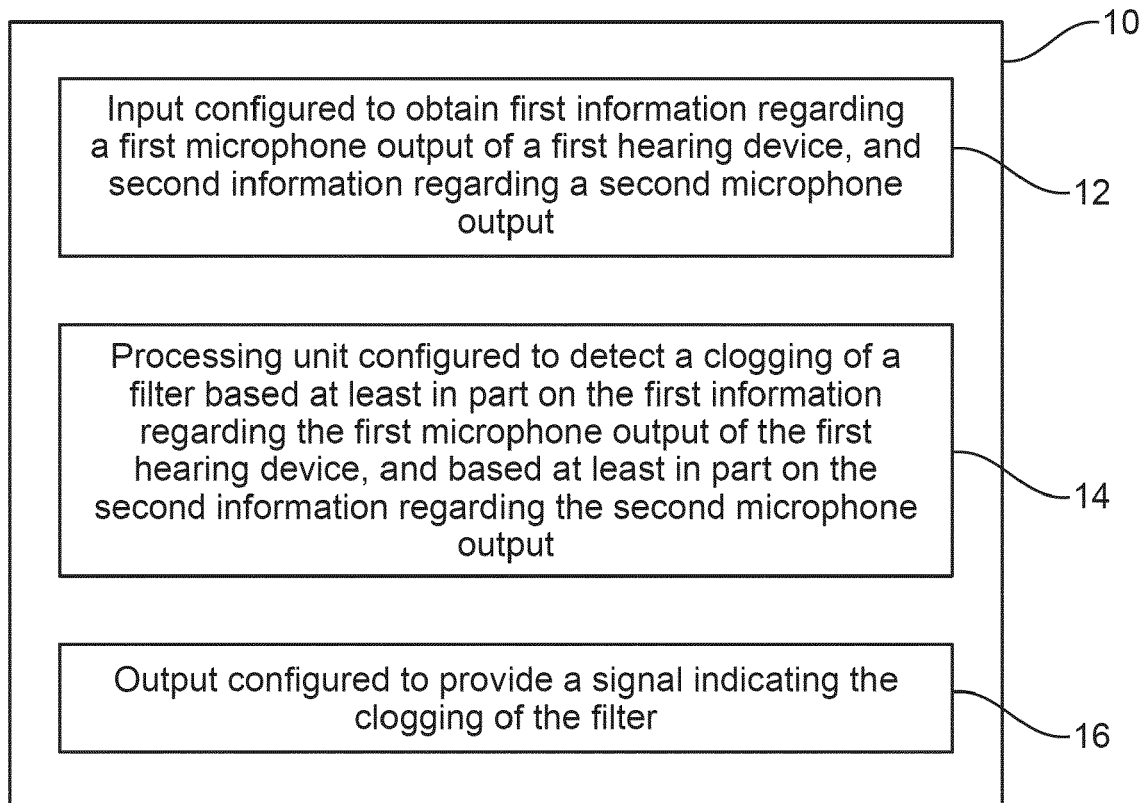 10
Input configured to obtain first information regarding
a first microphone output of a first hearing device, and
second information regarding a second microphone
output
12
Processing unit configured to detect a clogging of a
filter based at least in part on the first information
regarding the first microphone output of the first
hearing device, and based at least in part on the
second information regarding the second microphone
output
14
Output configured to provide a signal indicating the
clogging of the filter
16